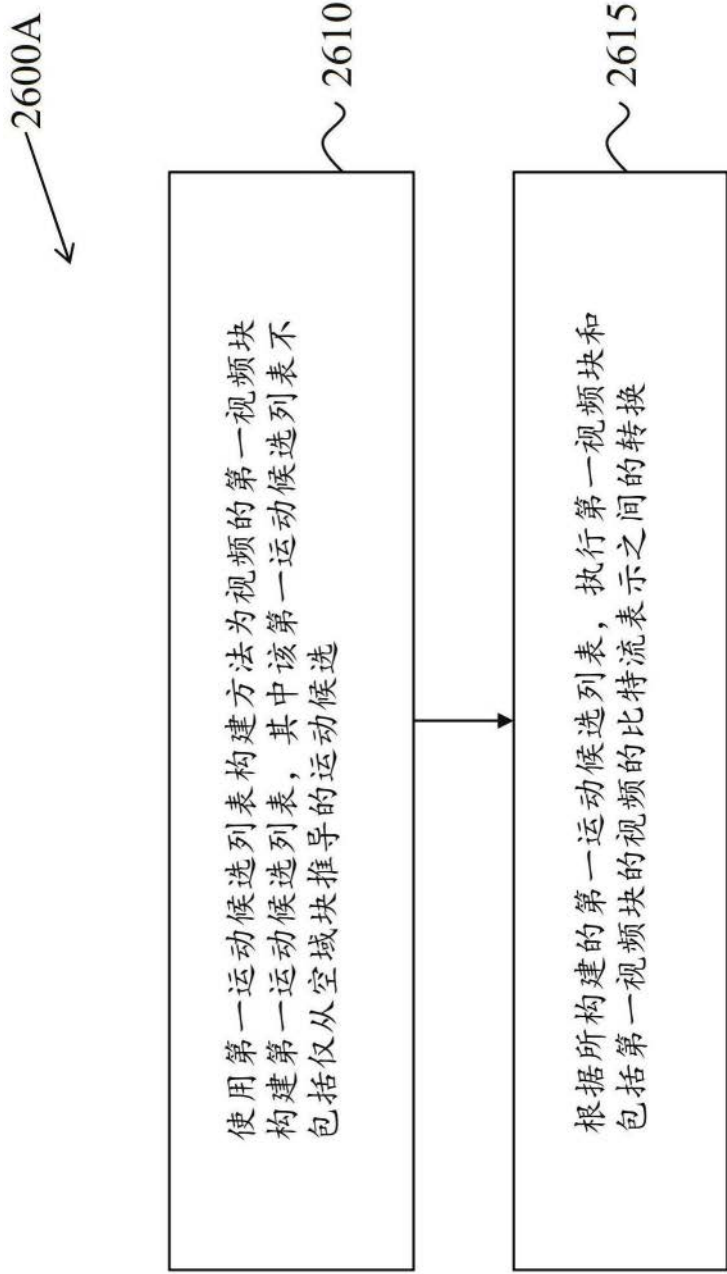 2600A
使用第一运动候选列表构建方法为视频的第一视频块
构建第一运动候选列表，其中该第一运动候选列表不
包括仅从空域块推导的运动候选
2610
根据所构建的第一运动候选列表，执行第一视频块和
包括第一视频块的视频的比特流表示之间的转换
2615